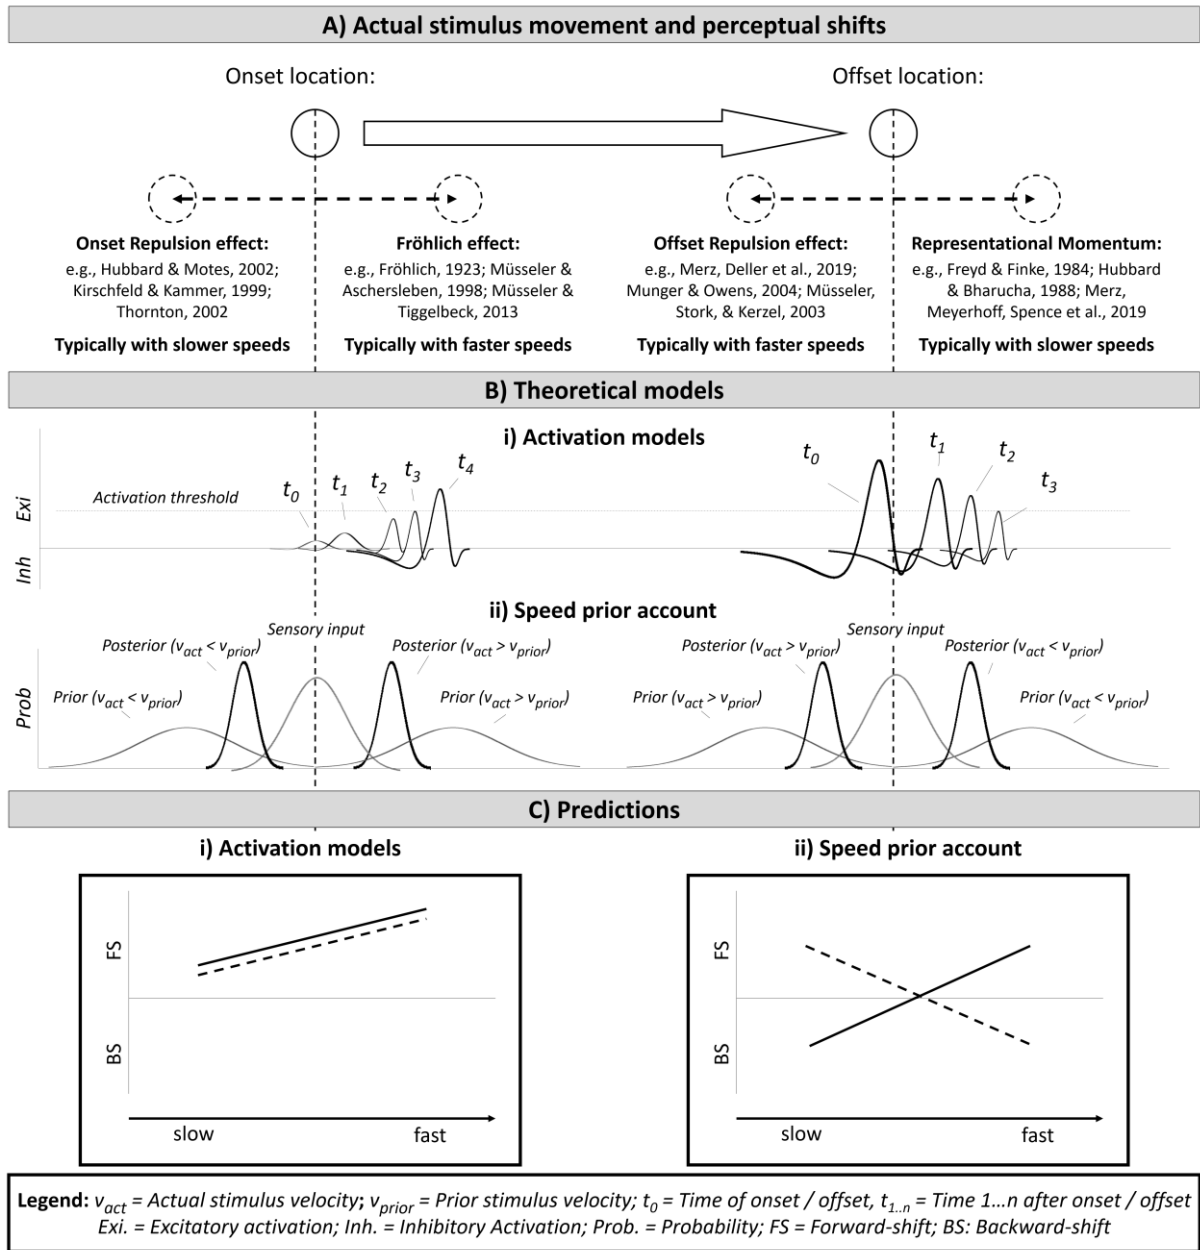 A) Actual stimulus movement and perceptual shifts
Onset location:
Offset location:
Onset Repulsion effect:
e.g., Hubbard & Motes, 2002;
Kirschfeld & Kammer, 1999;
Thornton, 2002
Typically with slower speeds
Fröhlich effect:
e.g., Fröhlich, 1923; Müsseler &
Aschersleben, 1998; Müsseler &
Tiggelbeck, 2013
Typically with faster speeds
Offset Repulsion effect:
e.g., Merz, Deller et al., 2019;
Munger & Owens, 2004; Müsseler,
Stork, & Kerzel, 2003
Typically with faster speeds
Representational Momentum:
e.g., Freyd & Finke, 1984; Hubbard
& Bharucha, 1988; Merz,
Meyerhoff, Spence et al., 2019
Typically with slower speeds
B) Theoretical models
i) Activation models
Exi
Inh
Activation threshold
t0
t1
t2
t3
t4
t0
t1
t2
t3
ii) Speed prior account
Prob
Sensory input
Posterior (vact < vprior)
Posterior (vact > vprior)
Prior (vact < vprior)
Prior (vact > vprior)
Sensory input
Posterior (vact > vprior)
Posterior (vact < vprior)
Prior (vact > vprior)
Prior (vact < vprior)
C) Predictions
i) Activation models
FS
BS
slow
fast
ii) Speed prior account
FS
BS
slow
fast
Legend: vact = Actual stimulus velocity; vprior = Prior stimulus velocity; t0 = Time of onset / offset, t1..n = Time 1...n after onset / offset
Exi. = Excitatory activation; Inh. = Inhibitory Activation; Prob. = Probability; FS = Forward-shift; BS: Backward-shift